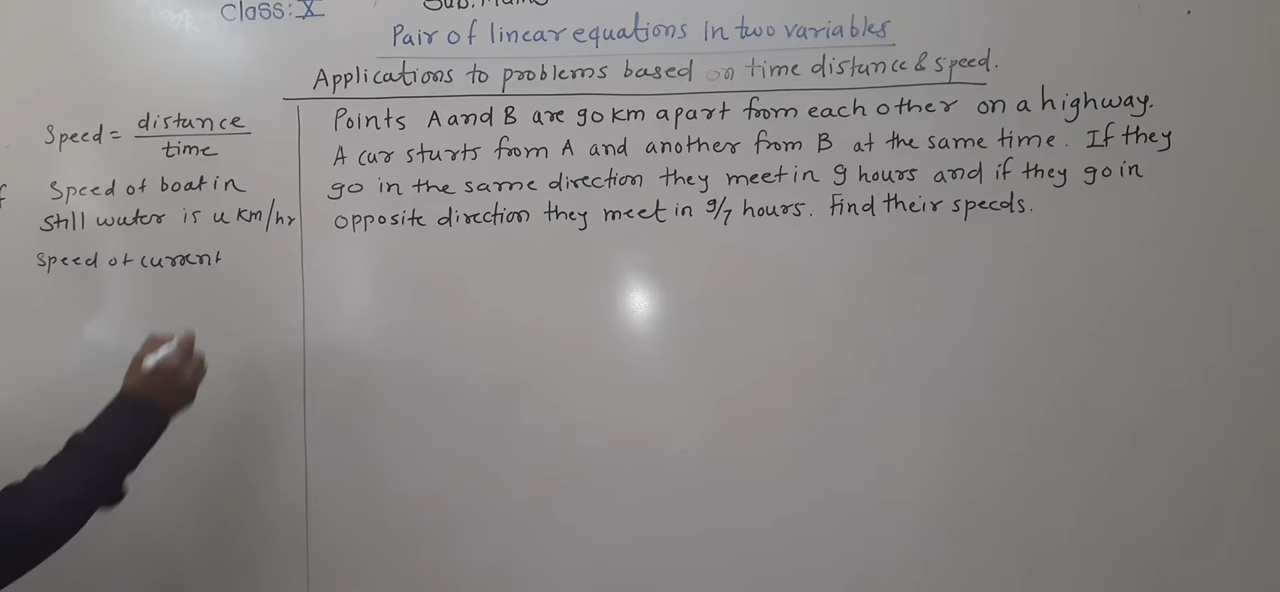 Class: X
Sub: Maths
Pair of linear equations in two variables
Applications to problems based on time distance & speed.
Speed = distance
time
Speed of boat in
still water is u km/hr
Speed of current
Points A and B are 90 km apart from each other on a highway.
A car starts from A and another from B at the same time. If they
go in the same direction they meet in 9 hours and if they go in
opposite direction they meet in 9/7 hours. Find their speeds.